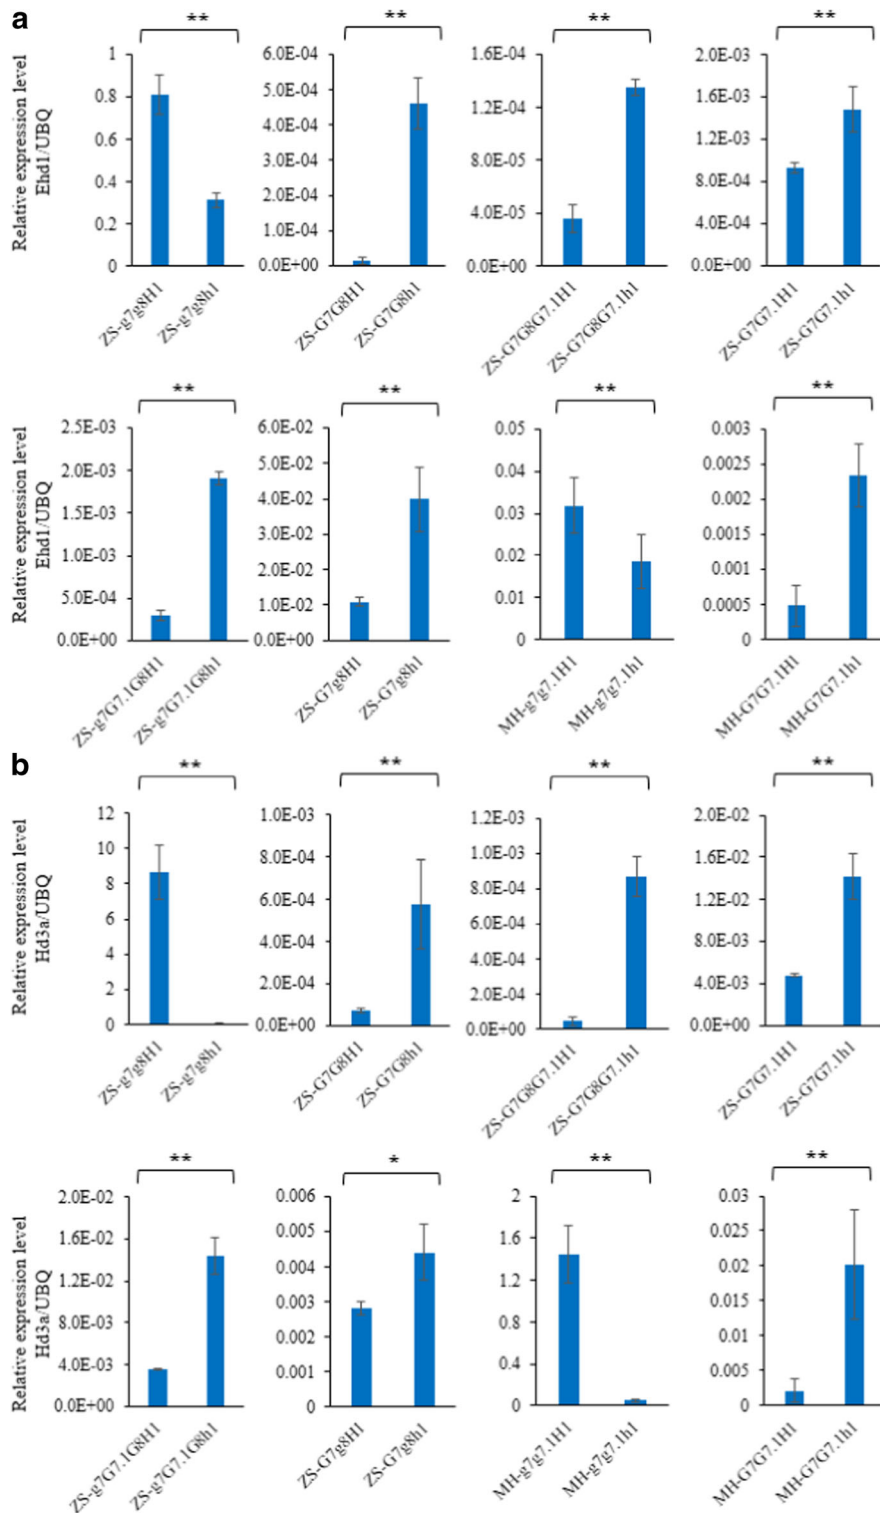 a
** ** ** **
Relative expression level
Ehd1/UBQ
1
0.8
0.6
0.4
0.2
0
ZS-g7g8H1
ZS-g7g8h1
6.0E-04
5.0E-04
4.0E-04
3.0E-04
2.0E-04
1.0E-04
0.0E+00
ZS-G7G8H1
ZS-G7G8h1
1.6E-04
1.2E-04
8.0E-05
4.0E-05
0.0E+00
ZS-G7G8G7.1H1
ZS-G7G8G7.1h1
2.0E-03
1.6E-03
1.2E-03
8.0E-04
4.0E-04
0.0E+00
ZS-G7G7.1H1
ZS-G7G7.1h1
** ** ** **
Relative expression level
Ehd1/UBQ
2.5E-03
2.0E-03
1.5E-03
1.0E-03
5.0E-04
0.0E+00
ZS-g7G7.1G8H1
ZS-g7G7.1G8h1
6.0E-02
5.0E-02
4.0E-02
3.0E-02
2.0E-02
1.0E-02
0.0E+00
ZS-G7g8H1
ZS-G7g8h1
0.05
0.04
0.03
0.02
0.01
0
MH-g7g7.1H1
MH-g7g7.1h1
0.003
0.0025
0.002
0.0015
0.001
0.0005
0
MH-G7G7.1H1
MH-G7G7.1h1
b
** ** ** **
Relative expression level
Hd3a/UBQ
12
10
8
6
4
2
0
ZS-g7g8H1
ZS-g7g8h1
1.0E-03
8.0E-04
6.0E-04
4.0E-04
2.0E-04
0.0E+00
ZS-G7G8H1
ZS-G7G8h1
1.2E-03
1.0E-03
8.0E-04
6.0E-04
4.0E-04
2.0E-04
0.0E+00
ZS-G7G8G7.1H1
ZS-G7G8G7.1h1
2.0E-02
1.6E-02
1.2E-02
8.0E-03
4.0E-03
0.0E+00
ZS-G7G7.1H1
ZS-G7G7.1h1
** * ** **
Relative expression level
Hd3a/UBQ
2.0E-02
1.6E-02
1.2E-02
8.0E-03
4.0E-03
0.0E+00
ZS-g7G7.1G8H1
ZS-g7G7.1G8h1
0.006
0.005
0.004
0.003
0.002
0.001
0
ZS-G7g8H1
ZS-G7g8h1
2
1.6
1.2
0.8
0.4
0
MH-g7g7.1H1
MH-g7g7.1h1
0.03
0.025
0.02
0.015
0.01
0.005
0
MH-G7G7.1H1
MH-G7G7.1h1